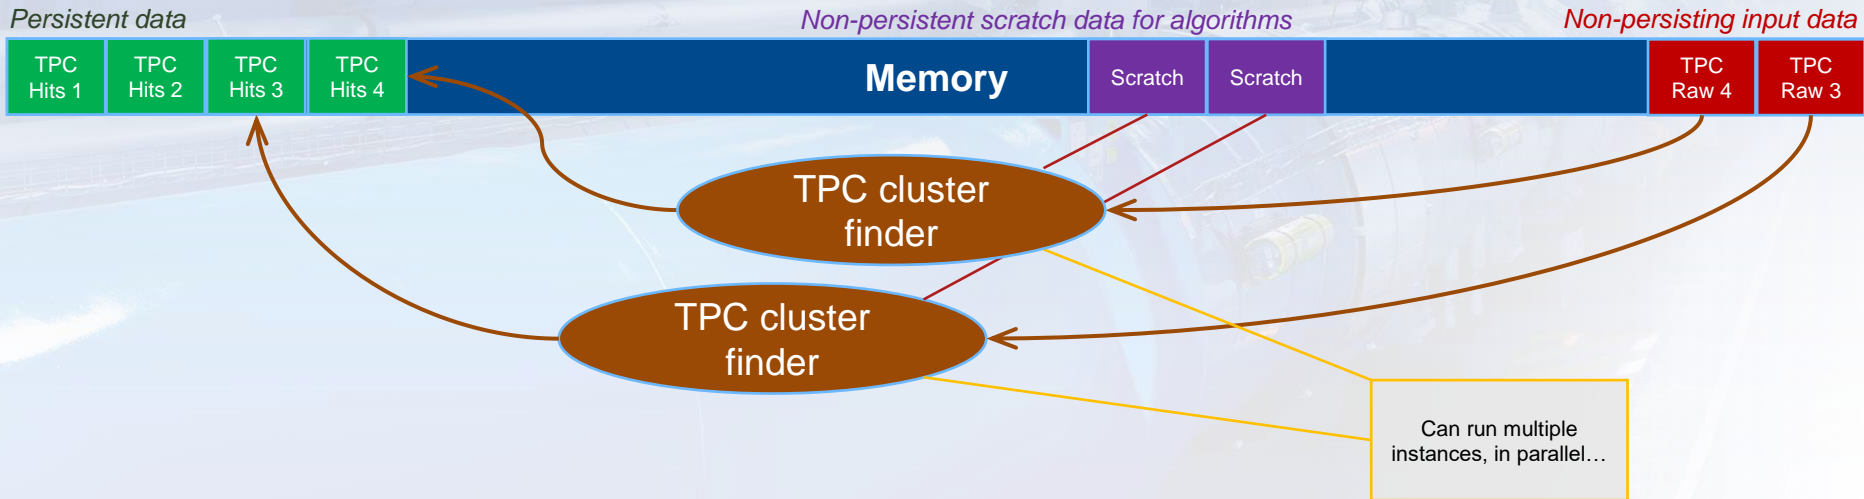 Persistent data
Non-persistent scratch data for algorithms
Non-persisting input data
TPC
Hits 1
TPC
Hits 2
TPC
Hits 3
TPC
Hits 4
Memory
Scratch
Scratch
TPC
Raw 4
TPC
Raw 3
TPC cluster
finder
TPC cluster
finder
Can run multiple
instances, in parallel…